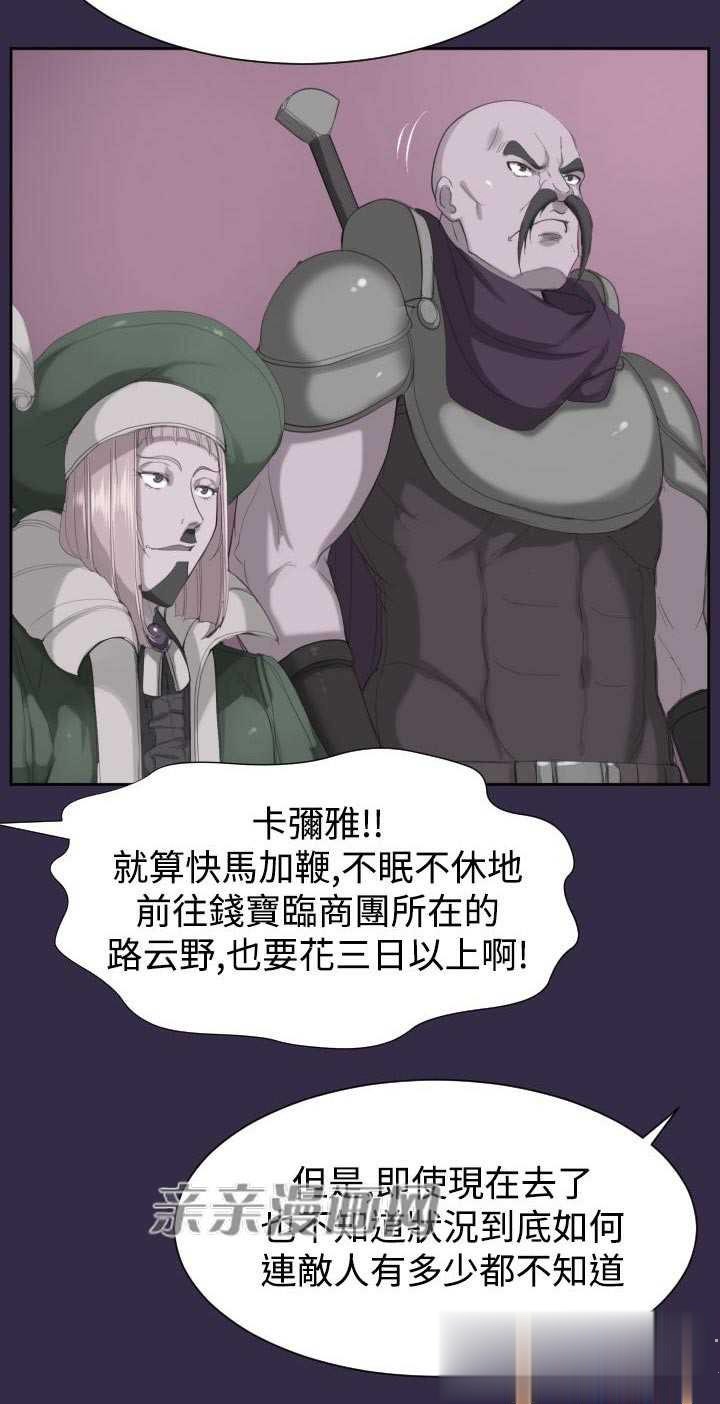 卡彌雅!!
就算快馬加鞭,不眠不休地
前往錢寶臨商團所在的
路云野,也要花三日以上啊!
但是,即使現在去了
也不知道狀況到底如何
連敵人有多少都不知道
亲亲漫画网